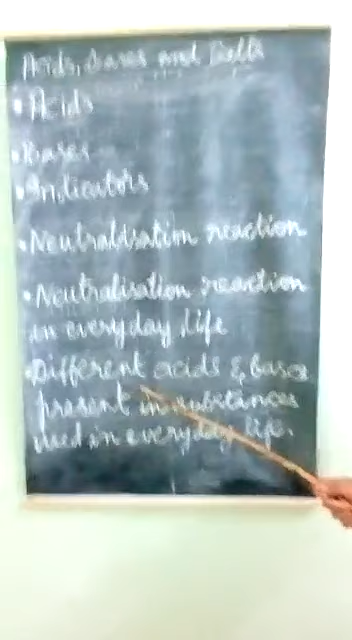 Acids, Bases and Salts
• Acids
• Bases
• Indicators
• Neutralisation reaction
• Neutralisation reaction
in everyday life
• Different acids & bases
present in substances
used in everyday life.